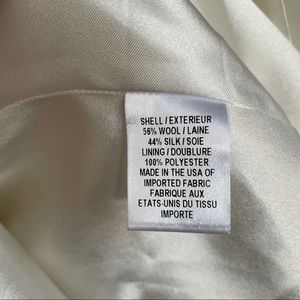 SHELL / EXTERIEUR
56% WOOL / LAINE
44% SILK / SOIE
LINING / DOUBLURE
100% POLYESTER
MADE IN THE USA OF
IMPORTED FABRIC
FABRIQUE AUX
ETATS-UNIS DU TISSU
IMPORTE